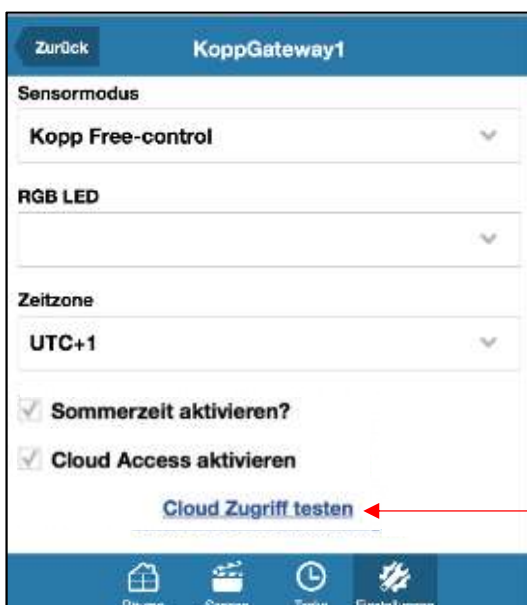 Zurück KoppGateway1
Sensormodus
Kopp Free-control
RGB LED
Zeitzone
UTC+1
Sommerzeit aktivieren?
Cloud Access aktivieren
Cloud Zugriff testen